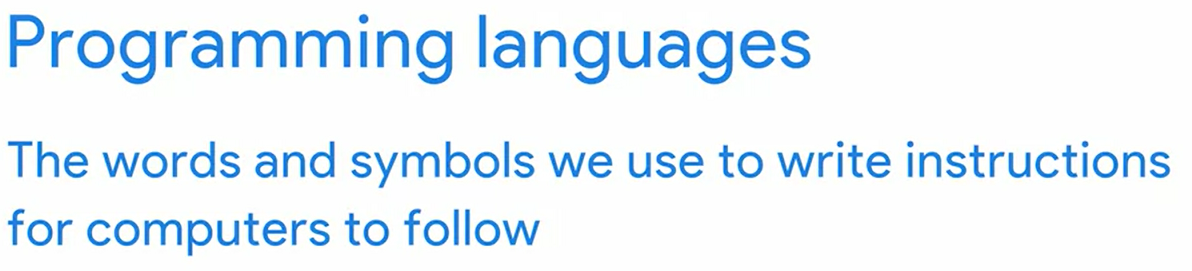 Programming languages
The words and symbols we use to write instructions
for computers to follow